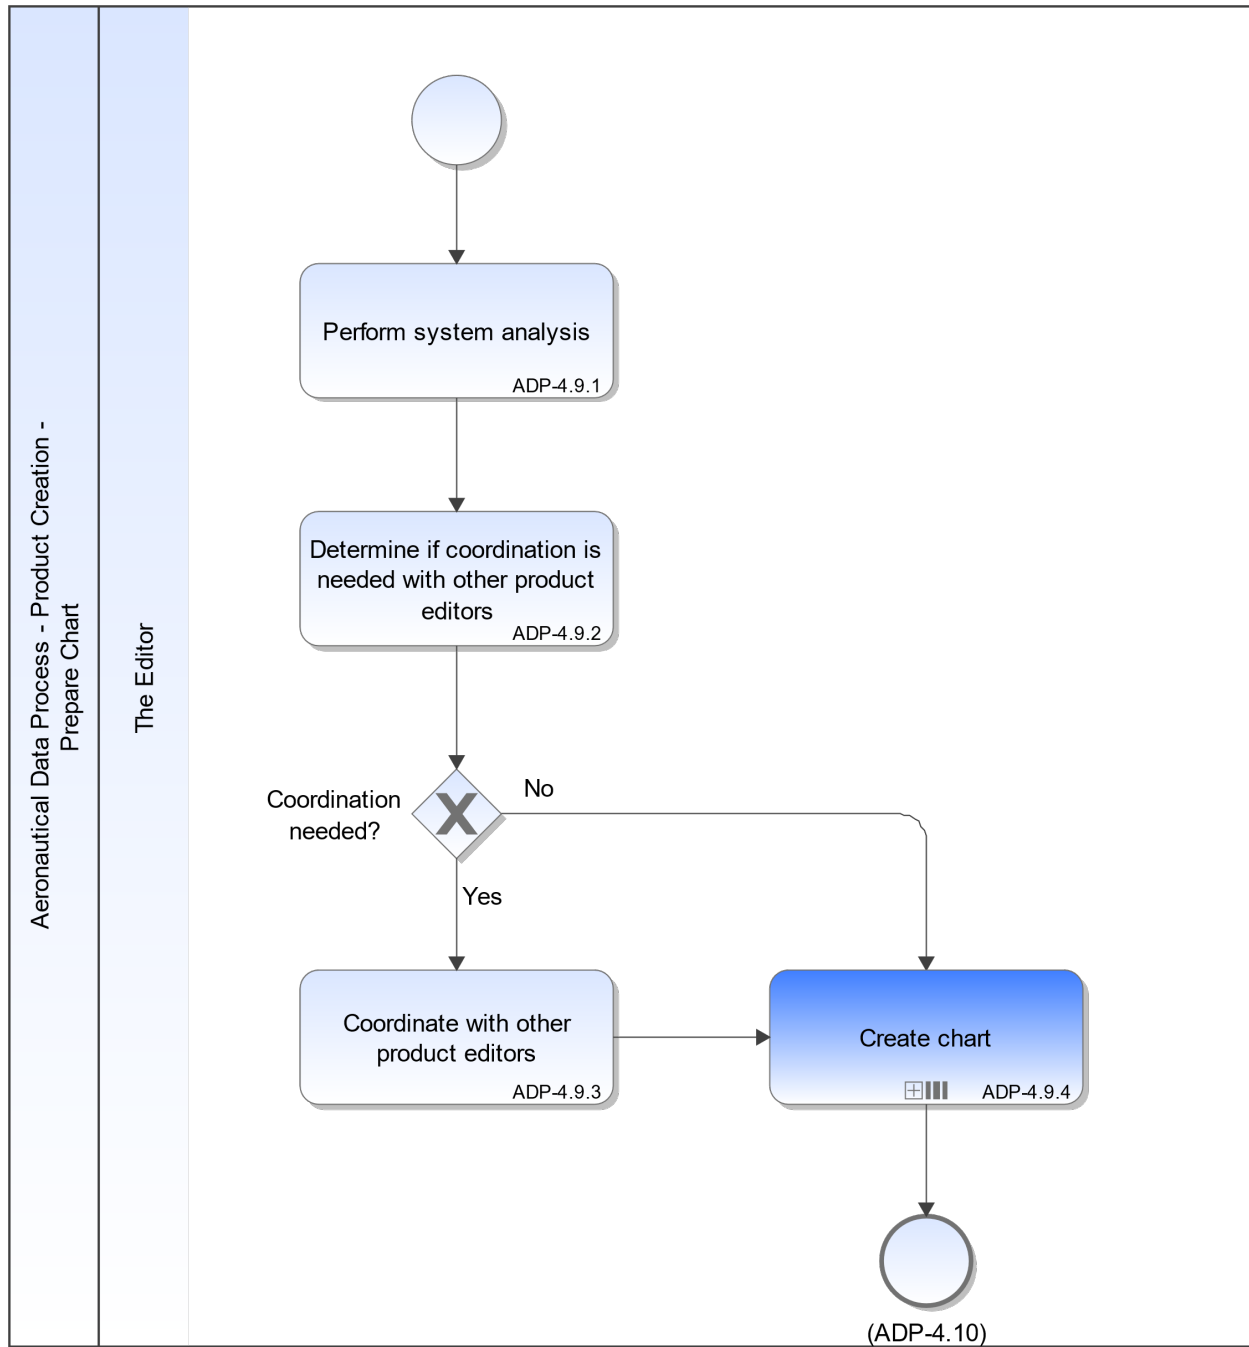 Aeronautical Data Process - Product Creation -
Prepare Chart
The Editor
Perform system analysis
ADP-4.9.1
Determine if coordination is
needed with other product
editors
ADP-4.9.2
Coordination
needed?
No
Yes
Coordinate with other
product editors
ADP-4.9.3
Create chart
ADP-4.9.4
(ADP-4.10)